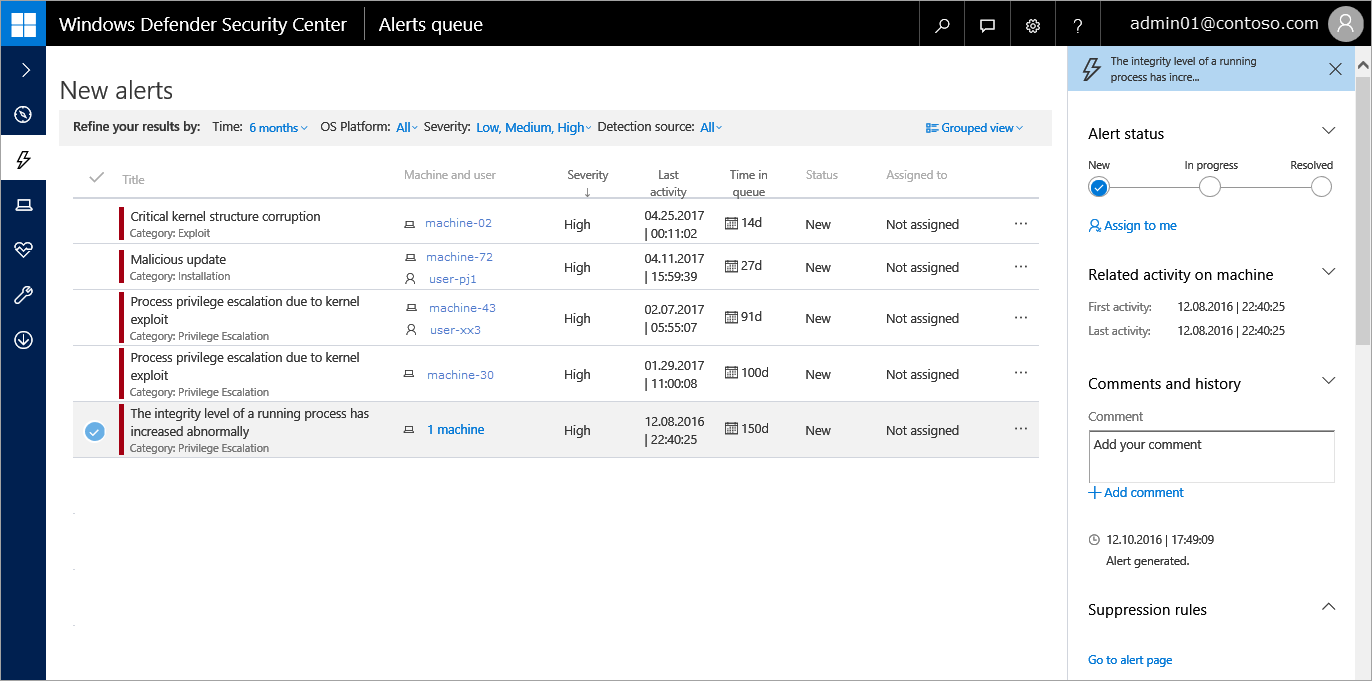 Windows Defender Security Center
Alerts queue
?
admin01@contoso.com
New alerts
Refine your results by: Time: 6 months OS Platform: All Severity: Low, Medium, High Detection source: All Grouped view
Title Machine and user Severity Last activity Time in queue Status Assigned to
Critical kernel structure corruption
Category: Exploit
machine-02
High
04.25.2017
| 00:11:02
14d
New
Not assigned
...
Malicious update
Category: Installation
machine-72
user-pj1
High
04.11.2017
| 15:59:39
27d
New
Not assigned
...
Process privilege escalation due to kernel
exploit
Category: Privilege Escalation
machine-43
user-xx3
High
02.07.2017
| 05:55:07
91d
New
Not assigned
...
Process privilege escalation due to kernel
exploit
Category: Privilege Escalation
machine-30
High
01.29.2017
| 11:00:08
100d
New
Not assigned
...
The integrity level of a running process has
increased abnormally
Category: Privilege Escalation
1 machine
High
12.08.2016
| 22:40:25
150d
New
Not assigned
...
The integrity level of a running
process has incre...
Alert status
New In progress Resolved
Assign to me
Related activity on machine
First activity: 12.08.2016 | 22:40:25
Last activity: 12.08.2016 | 22:40:25
Comments and history
Comment
Add your comment
Add comment
12.10.2016 | 17:49:09
Alert generated.
Suppression rules
Go to alert page